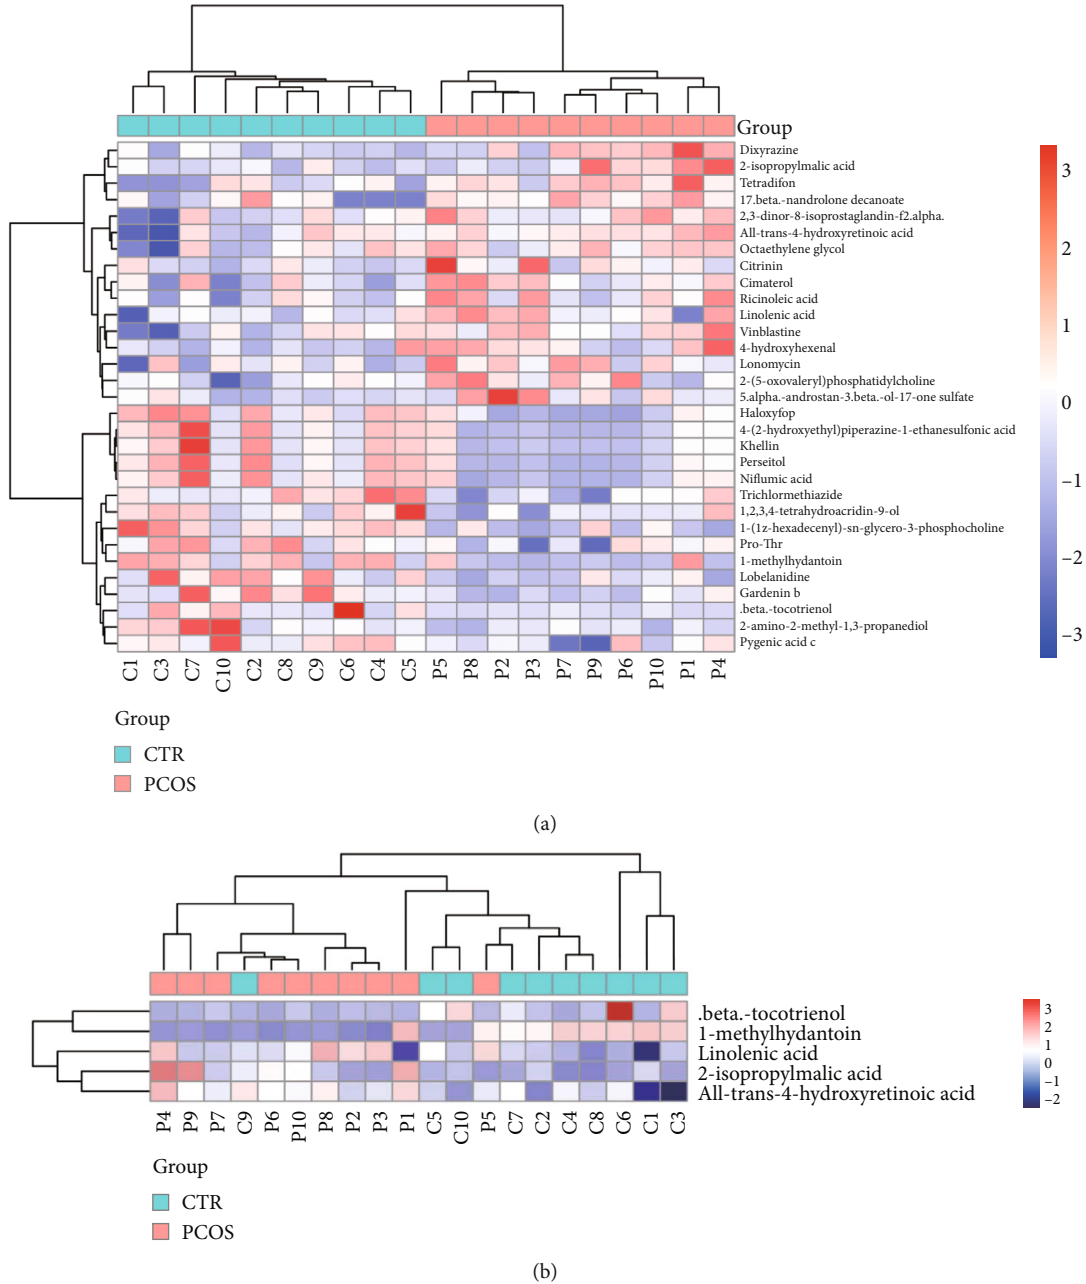 Group
Dixyrazine
2-isopropylmalic acid
Tetradifon
17.beta.-nandrolone decanoate
2,3-dinor-8-isoprostaglandin-f2.alpha.
All-trans-4-hydroxyretinoic acid
Octaethylene glycol
Citrinin
Cimaterol
Ricinoleic acid
Linolenic acid
Vinblastine
4-hydroxyhexenal
Lonomycin
2-(5-oxovaleryl)phosphatidylcholine
5.alpha.-androstan-3.beta.-ol-17-one sulfate
Haloxyfop
4-(2-hydroxyethyl)piperazine-1-ethanesulfonic acid
Khellin
Perseitol
Niflumic acid
Trichlormethiazide
1,2,3,4-tetrahydroacridin-9-ol
1-(1z-hexadecenyl)-sn-glycero-3-phosphocholine
Pro-Thr
1-methylhydantoin
Lobelanidine
Gardenin b
.beta.-tocotrienol
2-amino-2-methyl-1,3-propanediol
Pygenic acid c
3
2
1
0
−1
−2
−3
C1 C3 C7 C10 C2 C8 C9 C6 C4 C5 P5 P8 P2 P3 P7 P9 P6 P10 P1 P4
Group
CTR
PCOS
(a)
.beta.-tocotrienol
1-methylhydantoin
Linolenic acid
2-isopropylmalic acid
All-trans-4-hydroxyretinoic acid
3
2
1
0
−1
−2
P4 P9 P7 C9 P6 P10 P8 P2 P3 P1 C5 C10 P5 C7 C2 C4 C8 C6 C1 C3
Group
CTR
PCOS
(b)